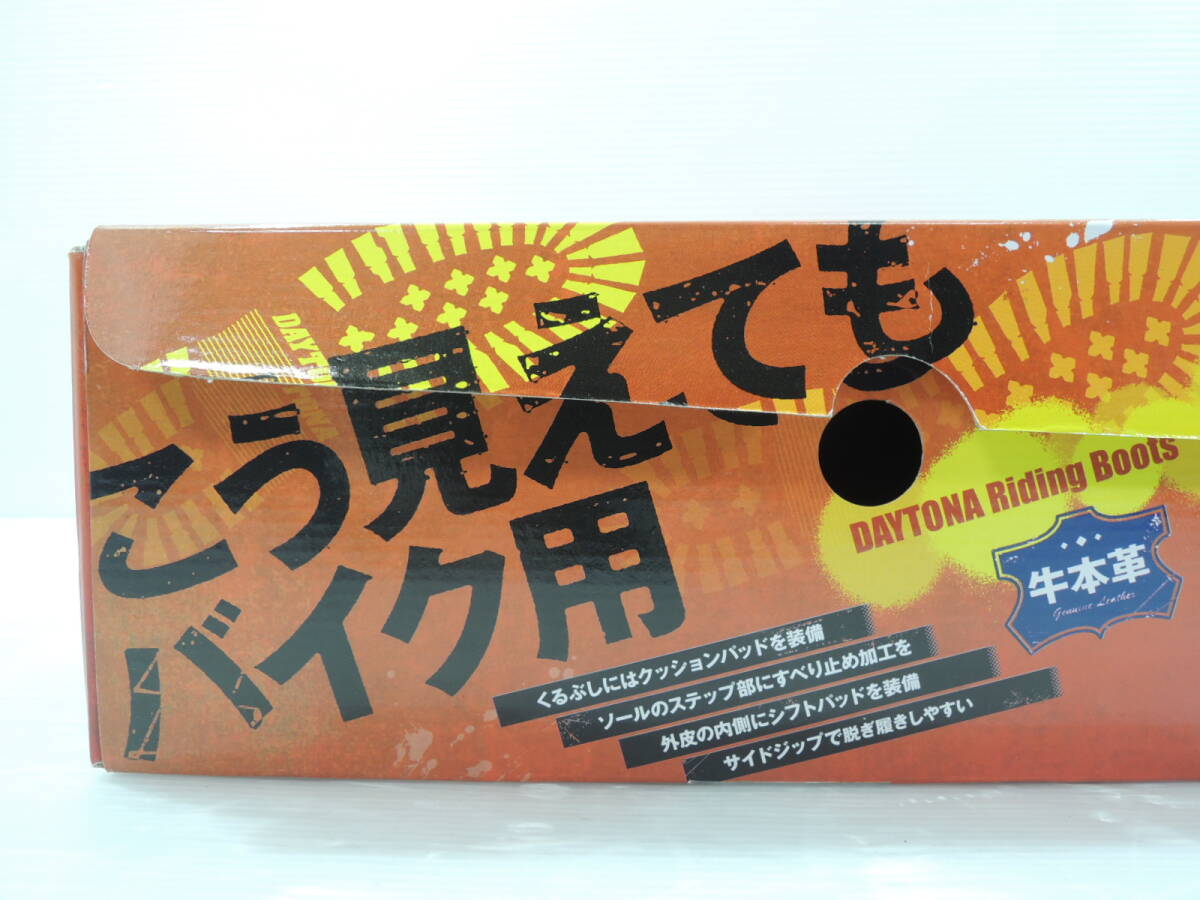 こう見えても
バイク用
DAYTONA Riding Boots
牛本革
Genuine Leather
くるぶしにはクッションパッドを装備
ソールのステップ部にすべり止め加工を
外皮の内側にシフトパッドを装備
サイドジップで脱ぎ履きしやすい